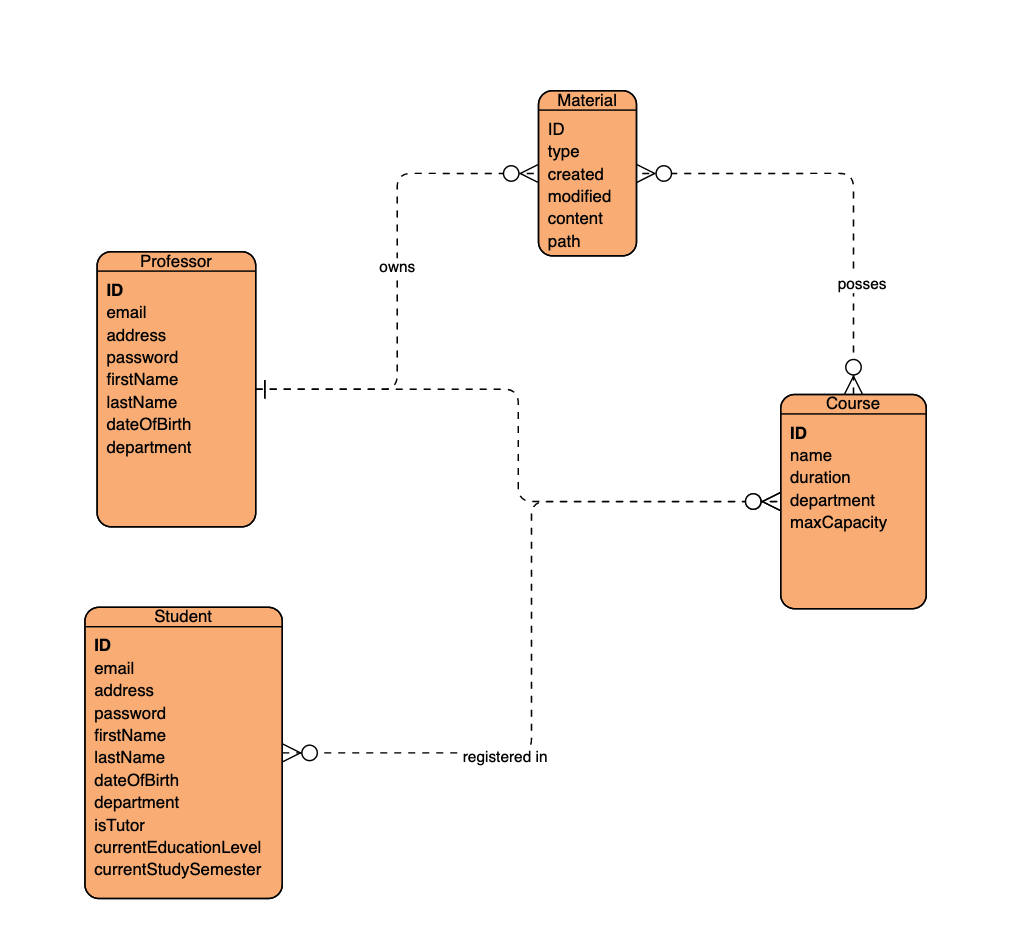 Material
ID
type
created
modified
content
path
owns
posses
Professor
ID
email
address
password
firstName
lastName
dateOfBirth
department
Course
ID
name
duration
department
maxCapacity
Student
ID
email
address
password
firstName
lastName
dateOfBirth
department
isTutor
currentEducationLevel
currentStudySemester
registered in